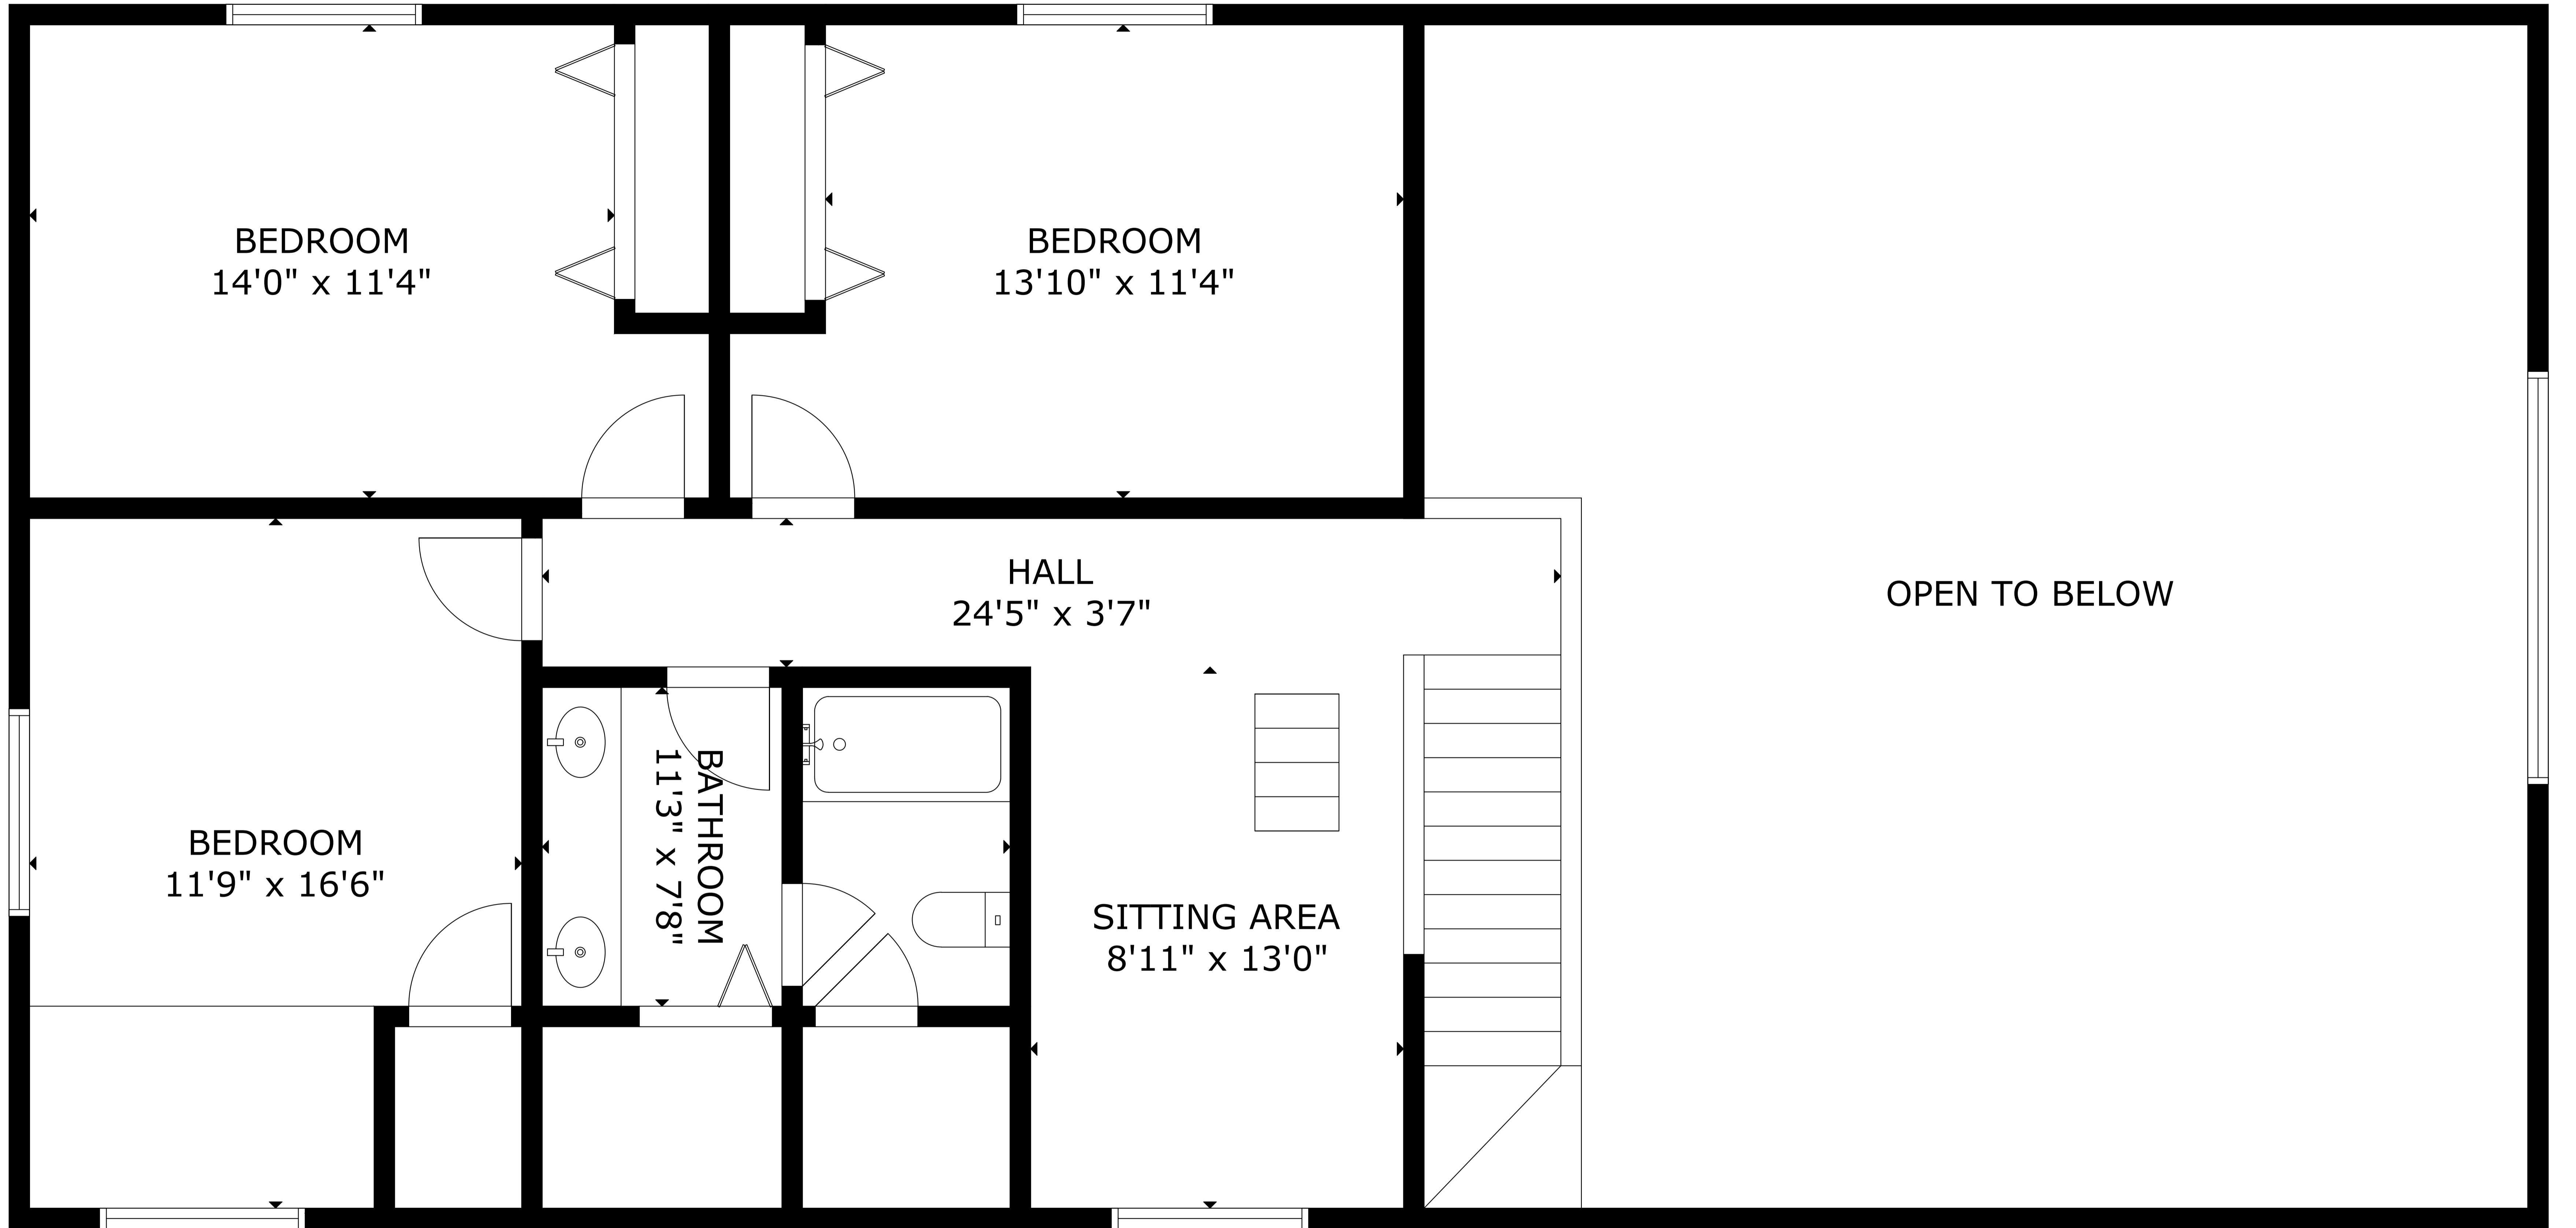 BEDROOM
14'0" x 11'4"
BEDROOM
13'10" x 11'4"
HALL
24'5" x 3'7"
OPEN TO BELOW
BEDROOM
11'9" x 16'6"
BATHROOM
11'3" x 7'8"
SITTING AREA
8'11" x 13'0"